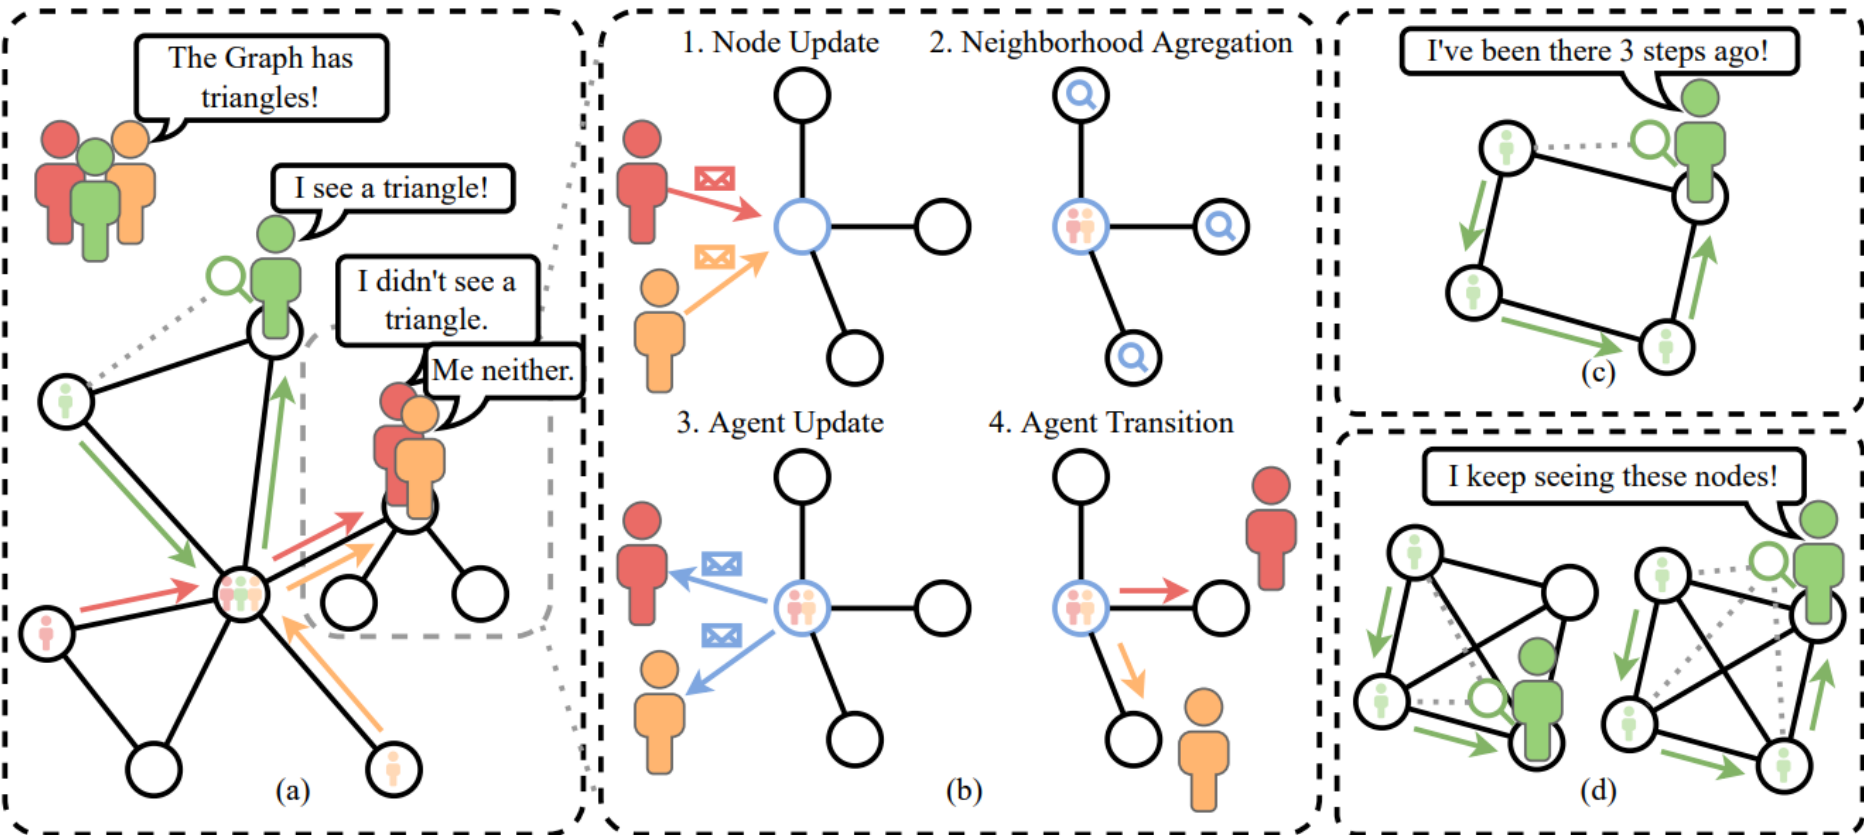 The Graph has
triangles!
I see a triangle!
I didn't see a
triangle.
Me neither.
(a)
1. Node Update
2. Neighborhood Agregation
3. Agent Update
4. Agent Transition
(b)
I've been there 3 steps ago!
(c)
I keep seeing these nodes!
(d)